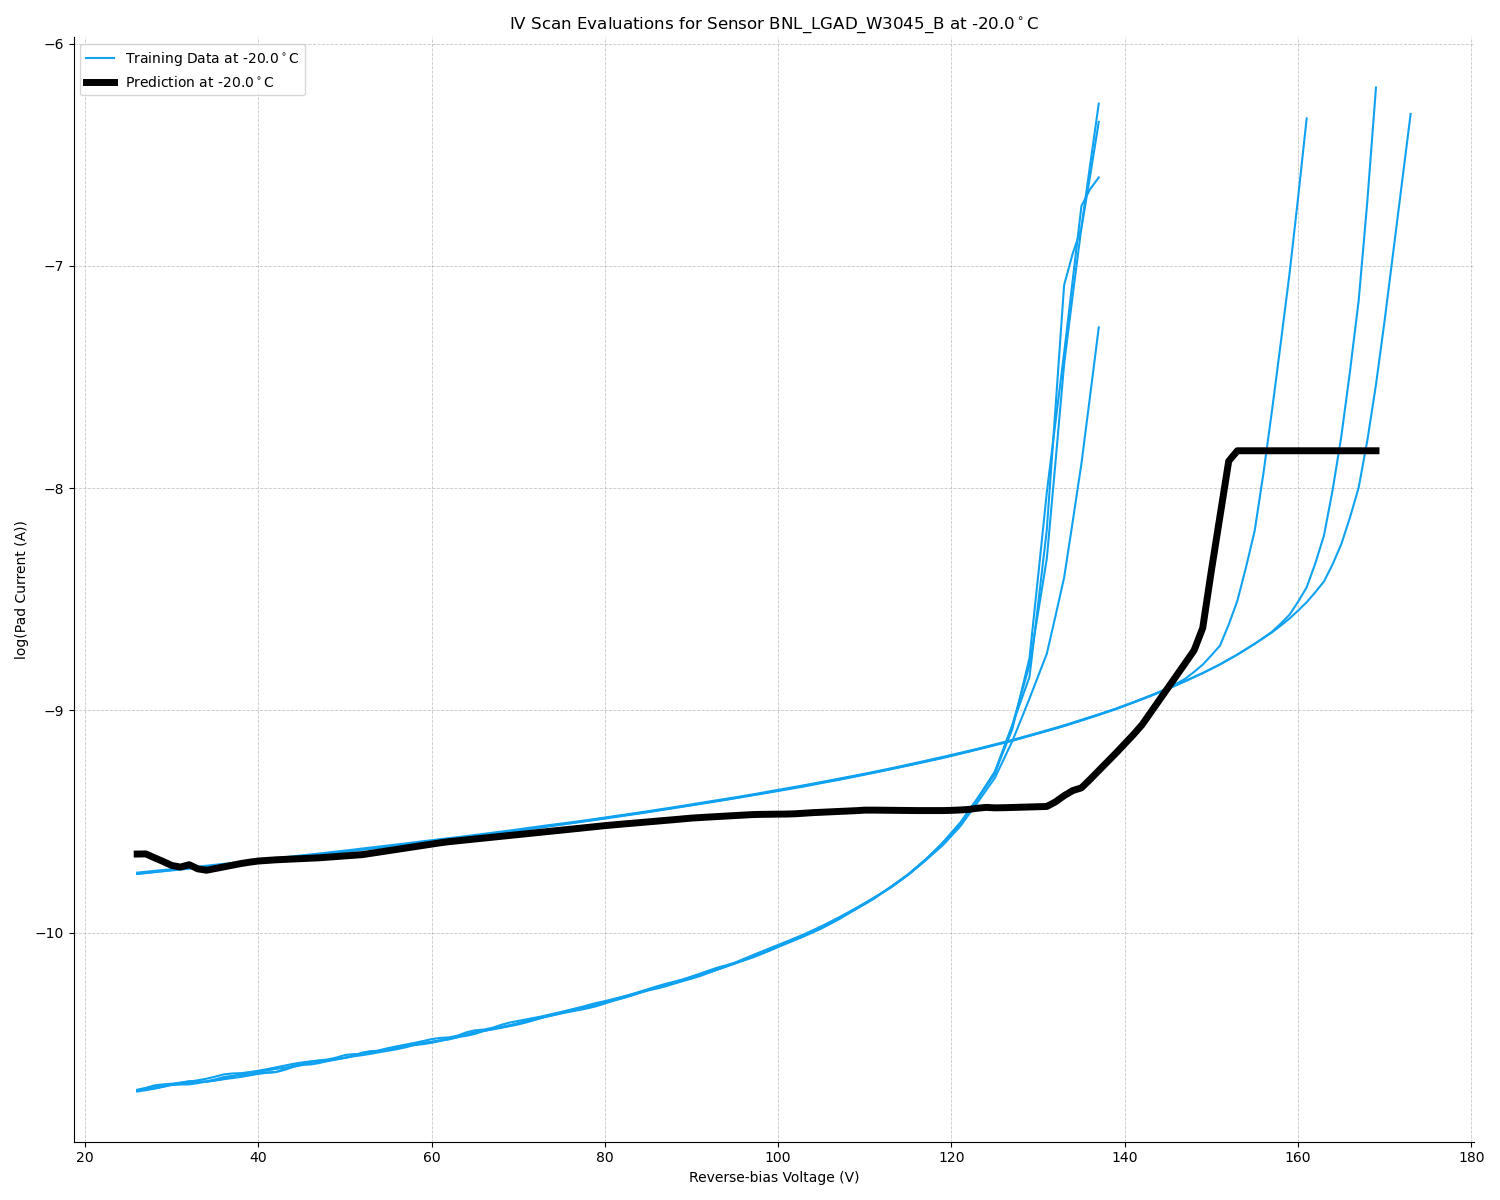 IV Scan Evaluations for Sensor BNL_LGAD_W3045_B at -20.0°C
Training Data at -20.0°C
Prediction at -20.0°C
log(Pad Current (A))
−6
−7
−8
−9
−10
20 40 60 80 100 120 140 160 180
Reverse-bias Voltage (V)